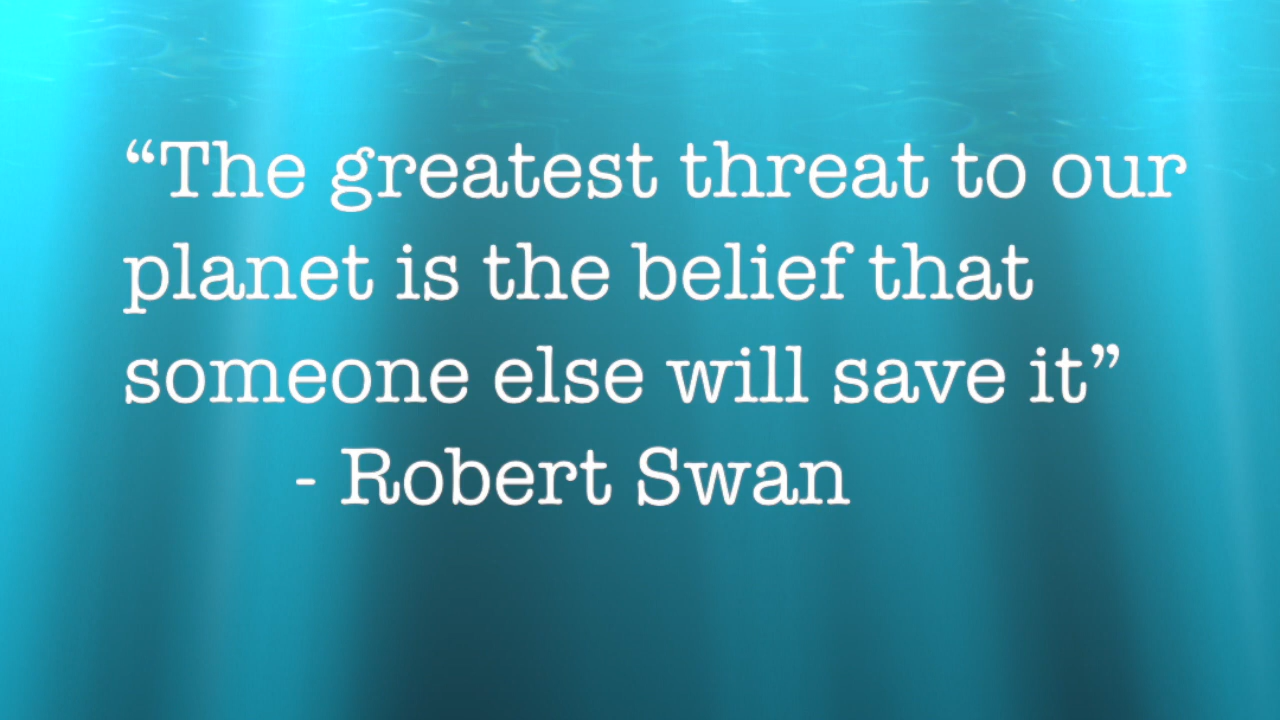 “The greatest threat to our
planet is the belief that
someone else will save it”
- Robert Swan